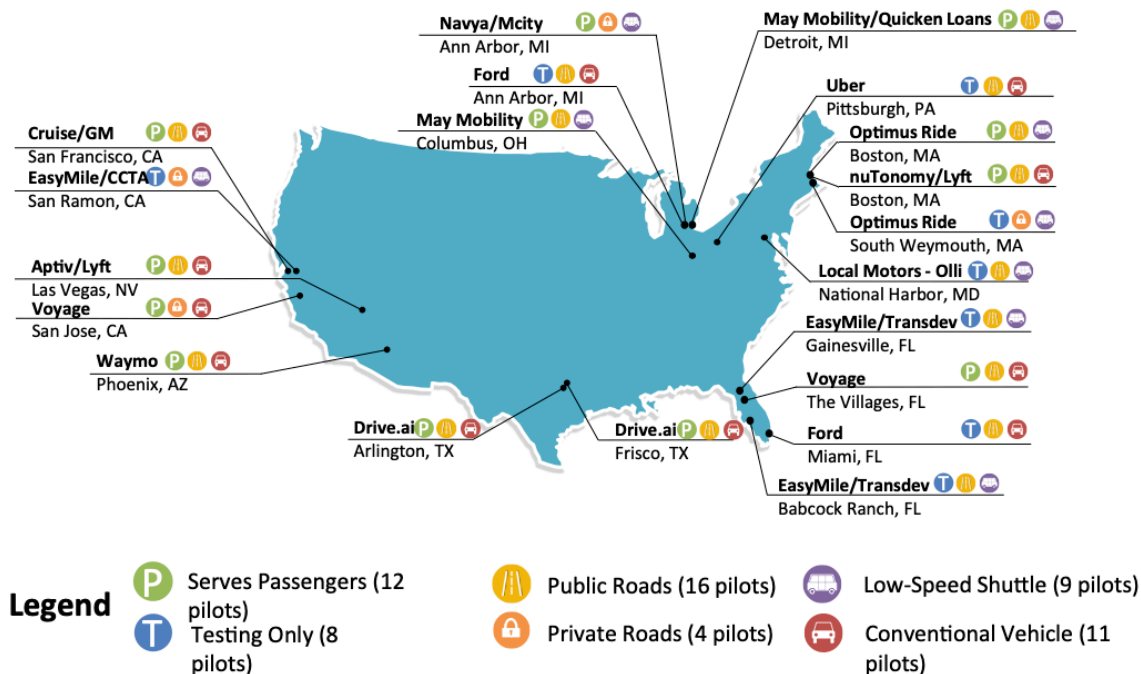 Navya/Mcity
Ann Arbor, MI
May Mobility/Quicken Loans
Detroit, MI
Ford
Ann Arbor, MI
Uber
Pittsburgh, PA
May Mobility
Columbus, OH
Cruise/GM
San Francisco, CA
Optimus Ride
Boston, MA
EasyMile/CCTA
San Ramon, CA
nuTonomy/Lyft
Boston, MA
Optimus Ride
South Weymouth, MA
Aptiv/Lyft
Las Vegas, NV
Local Motors - Olli
National Harbor, MD
Voyage
San Jose, CA
EasyMile/Transdev
Gainesville, FL
Waymo
Phoenix, AZ
Voyage
The Villages, FL
Drive.ai
Arlington, TX
Drive.ai
Frisco, TX
Ford
Miami, FL
EasyMile/Transdev
Babcock Ranch, FL
Legend
P Serves Passengers (12
pilots)
T Testing Only (8
pilots)
Public Roads (16 pilots)
Private Roads (4 pilots)
Low-Speed Shuttle (9 pilots)
Conventional Vehicle (11
pilots)